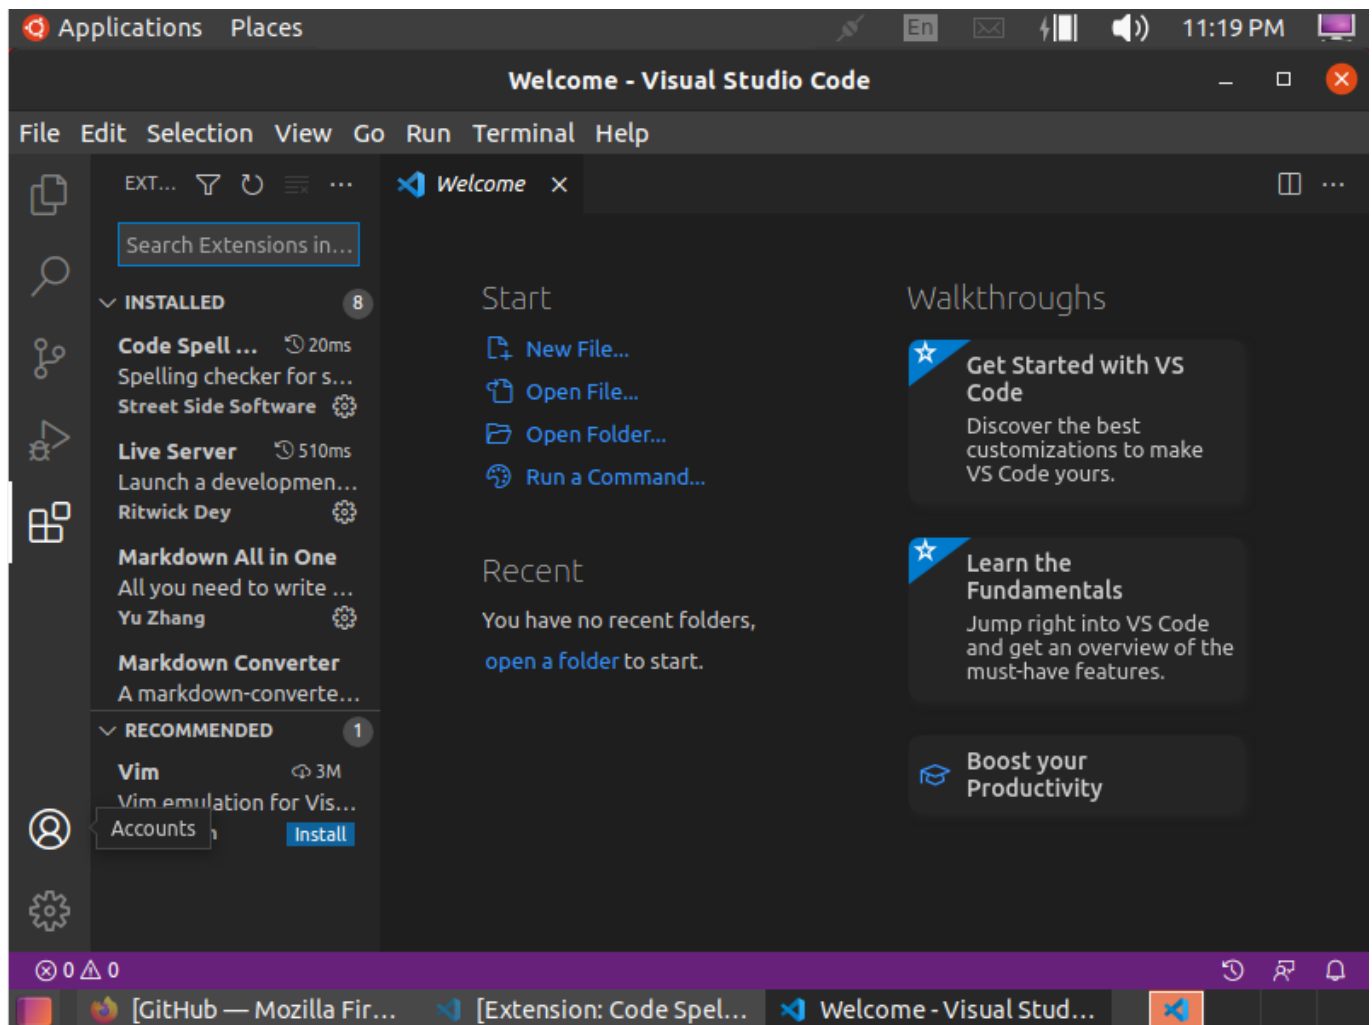 Applications Places En 11:19 PM
Welcome - Visual Studio Code
File Edit Selection View Go Run Terminal Help
EXT... Welcome
Search Extensions in...
INSTALLED 8
Code Spell ... 20ms
Spelling checker for s...
Street Side Software
Live Server 510ms
Launch a developmen...
Ritwick Dey
Markdown All in One
All you need to write ...
Yu Zhang
Markdown Converter
A markdown-converte...
RECOMMENDED 1
Vim 3M
Vim emulation for Vis...
Install
Accounts
Start
New File...
Open File...
Open Folder...
Run a Command...
Recent
You have no recent folders,
open a folder to start.
Walkthroughs
Get Started with VS
Code
Discover the best
customizations to make
VS Code yours.
Learn the
Fundamentals
Jump right into VS Code
and get an overview of the
must-have features.
Boost your
Productivity
0 0
[GitHub — Mozilla Fir... [Extension: Code Spel... Welcome - Visual Stud...